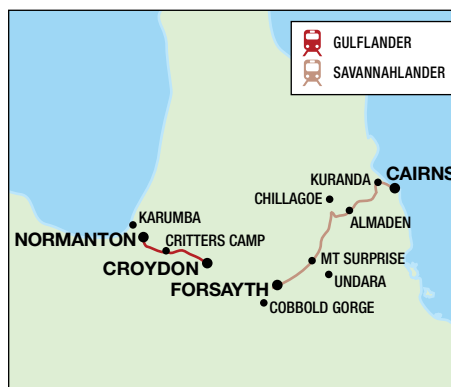 GULFLANDER
SAVANNAHLANDER
KURANDA
CAIRNS
CHILLAGOE
ALMADEN
KARUMBA
NORMANTON
CRITTERS CAMP
CROYDON
MT SURPRISE
FORSAYTH
UNDARA
COBBOLD GORGE